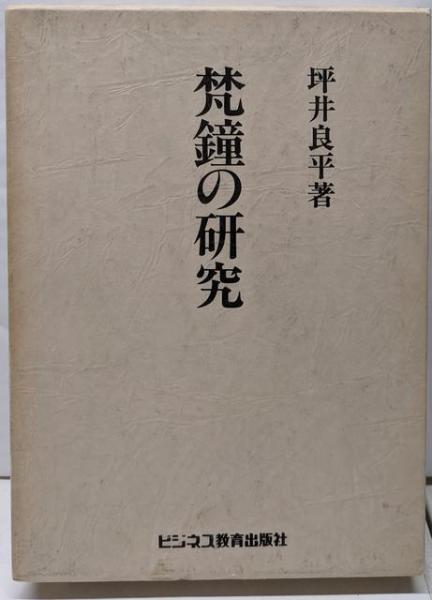 坪井良平著
梵鐘の研究
ビジネス教育出版社